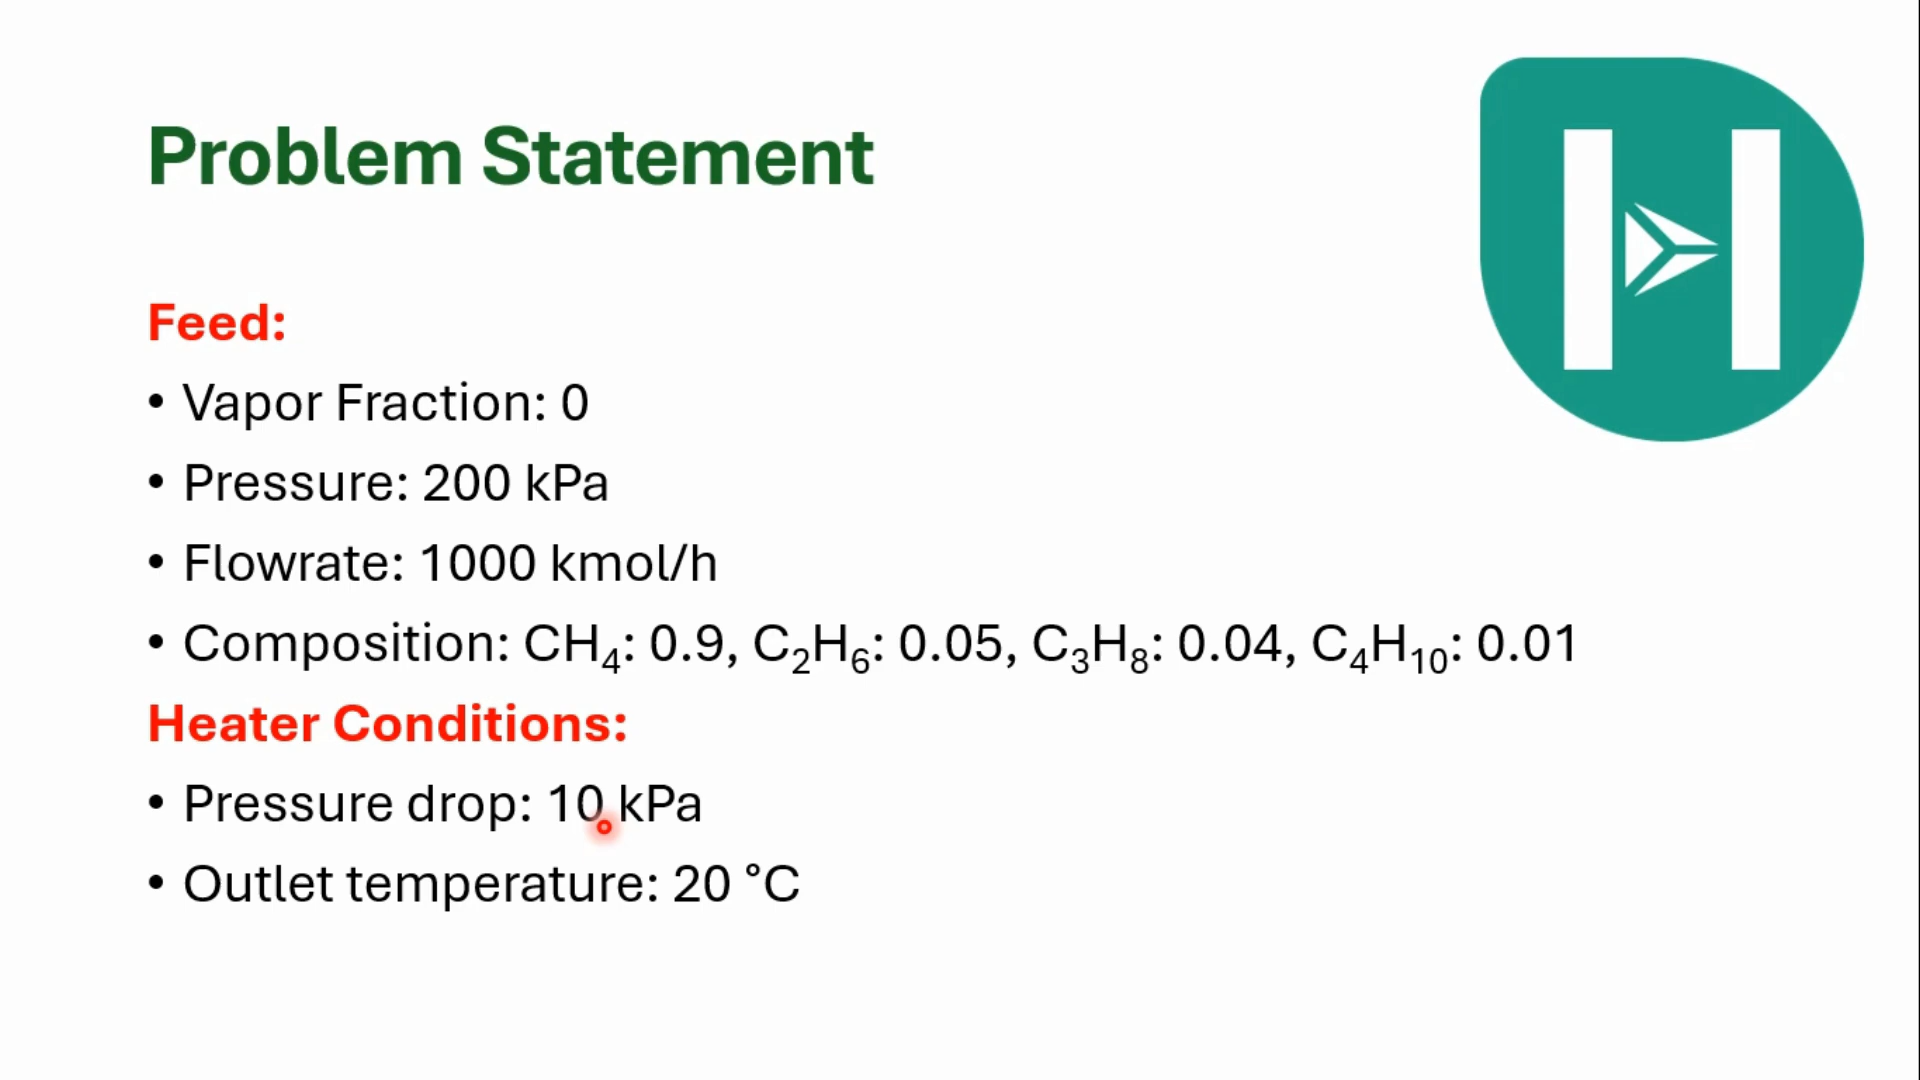 Problem Statement
Feed:
• Vapor Fraction: 0
• Pressure: 200 kPa
• Flowrate: 1000 kmol/h
• Composition: CH₄: 0.9, C₂H₆: 0.05, C₃H₈: 0.04, C₄H₁₀: 0.01
Heater Conditions:
• Pressure drop: 10 kPa
• Outlet temperature: 20 °C